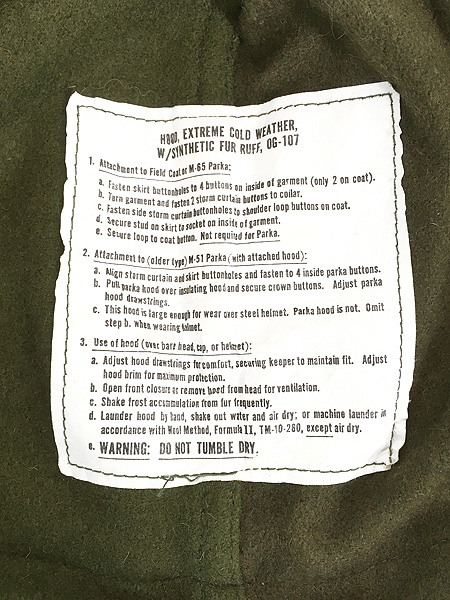 HOOD, EXTREME COLD WEATHER,
W/SYNTHETIC FUR RUFF, OG-107
1. Attachment to Field Coat or M-65 Parka:
a. Fasten skirt buttonholes to 4 buttons on inside of garment (only 2 on coat).
b. Turn garment and fasten 2 storm curtain buttons to collar.
c. Fasten side storm curtain buttonholes to shoulder loop buttons on coat.
d. Secure stud on skirt to socket on inside of garment.
e. Secure loop to coat button. Not required for Parka.
2. Attachment to (older type) M-51 Parka (with attached hood):
a. Align storm curtain and skirt buttonholes and fasten to 4 inside parka buttons.
b. Pull parka hood over insulating hood and secure crown buttons. Adjust parka
hood drawstrings.
c. This hood is large enough for wear over steel helmet. Parka hood is not. Omit
step b. when wearing helmet.
3. Use of hood (over bare head, cap, or helmet):
a. Adjust hood drawstrings for comfort, securing keeper to maintain fit. Adjust
hood brim for maximum protection.
b. Open front closure or remove hood from head for ventilation.
c. Shake frost accumulation from fur frequently.
d. Launder hood by hand, shake out water and air dry; or machine launder in
accordance with Wool Method, Formula II, TM-10-280, except air dry.
e. WARNING: DO NOT TUMBLE DRY.